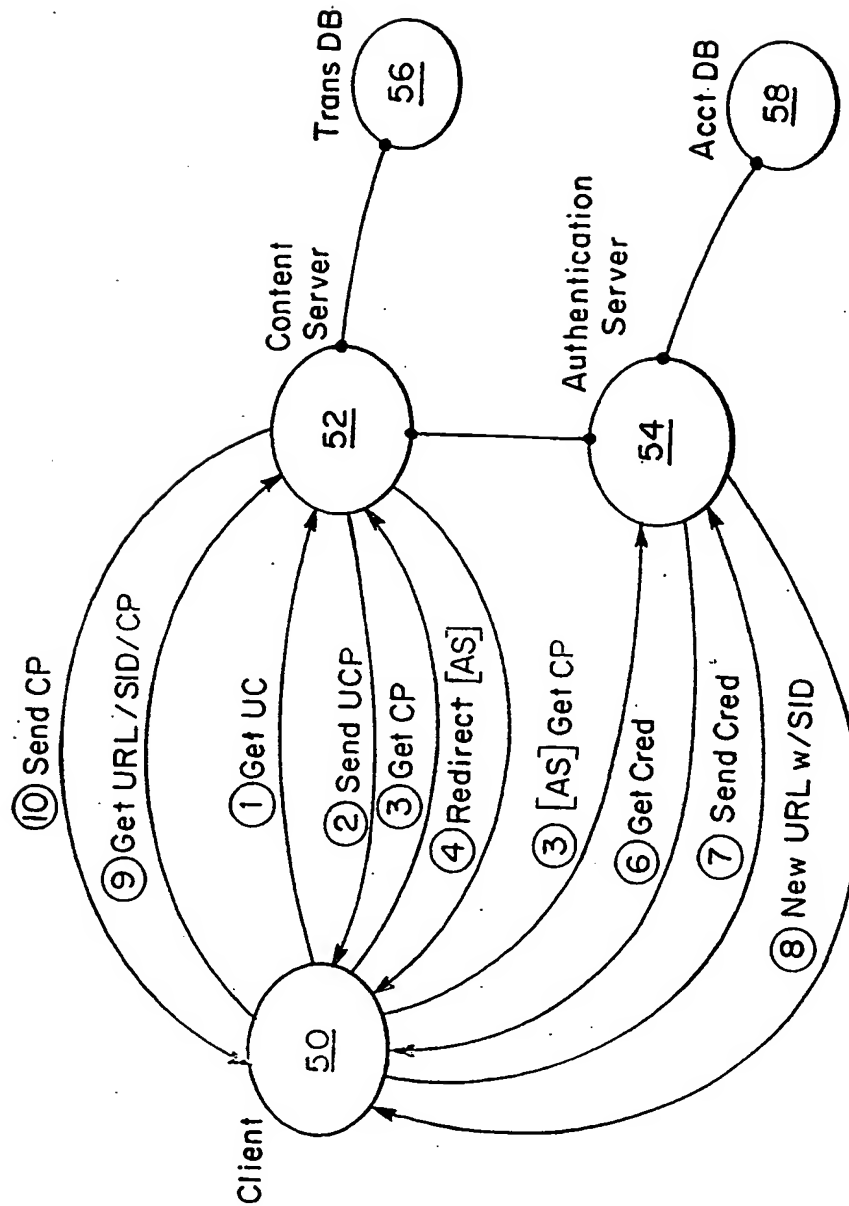 ⑩ Send CP
⑨ Get URL/SID/CP
① Get UC
② Send UCP
③ Get CP
④ Redirect [AS]
③ [AS] Get CP
⑥ Get Cred
⑦ Send Cred
⑧ New URL w/SID
Client
50
Content
Server
52
Trans DB
56
Authentication
Server
54
Acct DB
58